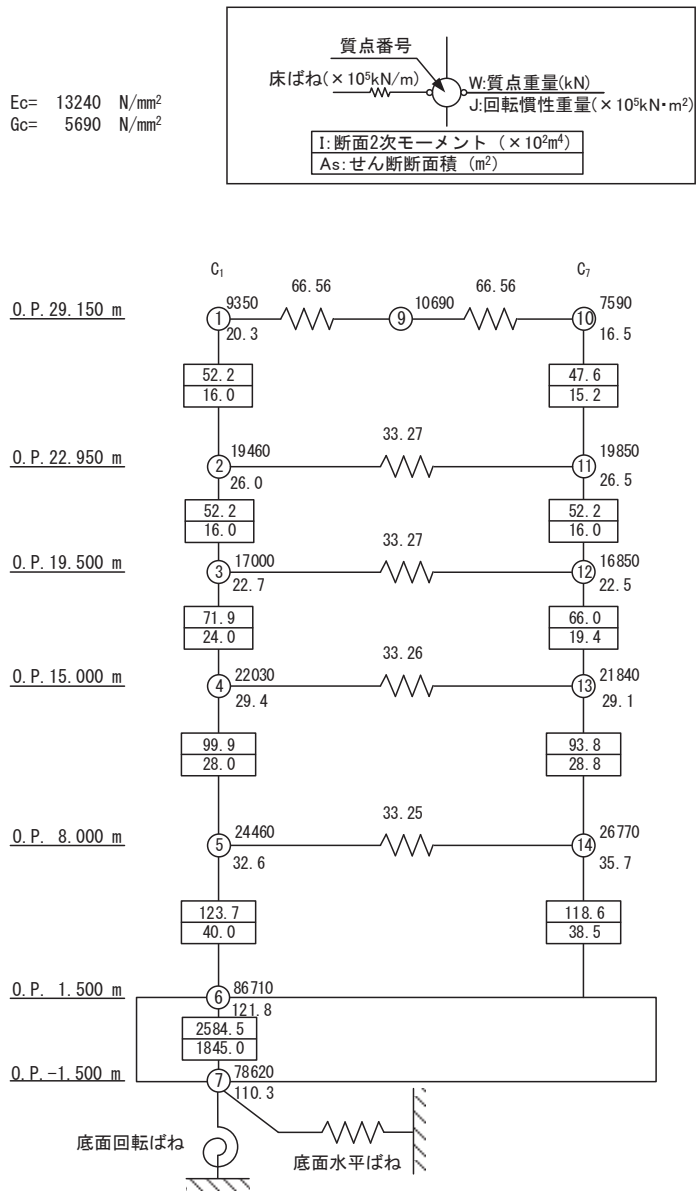 Ec= 13240 N/mm²
Gc= 5690 N/mm²
質点番号
床ばね(×10⁵kN/m)
W:質点重量(kN)
J:回転慣性重量(×10⁵kN・m²)
I:断面2次モーメント (×10²m⁴)
As:せん断断面積 (m²)
C₁ C₇
66.56 66.56
O.P.29.150 m ① 9350 ⑨ 10690 ⑩ 7590
20.3 16.5
52.2 47.6
16.0 15.2
33.27
O.P.22.950 m ② 19460 ⑪ 19850
26.0 26.5
52.2 52.2
16.0 16.0
33.27
O.P.19.500 m ③ 17000 ⑫ 16850
22.7 22.5
71.9 66.0
24.0 19.4
33.26
O.P.15.000 m ④ 22030 ⑬ 21840
29.4 29.1
99.9 93.8
28.0 28.8
33.25
O.P. 8.000 m ⑤ 24460 ⑭ 26770
32.6 35.7
123.7 118.6
40.0 38.5
O.P. 1.500 m ⑥ 86710
121.8
2584.5
1845.0
O.P.-1.500 m ⑦ 78620
110.3
底面回転ばね
底面水平ばね